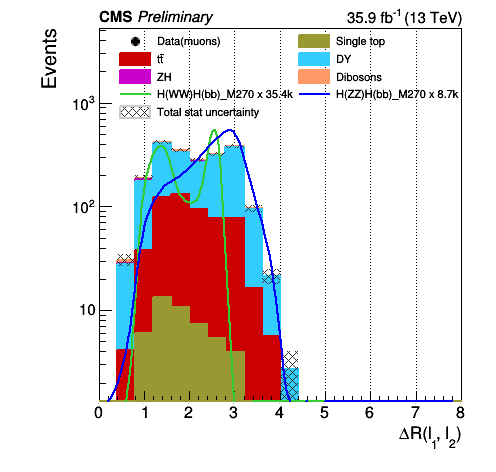 CMS Preliminary 35.9 fb⁻¹ (13 TeV)
Events
Data(muons) Single top
tt̄ DY
ZH Dibosons
H(WW)H(bb)_M270 x 35.4k H(ZZ)H(bb)_M270 x 8.7k
Total stat uncertainty
10³
10²
10
0 1 2 3 4 5 6 7 8
ΔR(l₁, l₂)